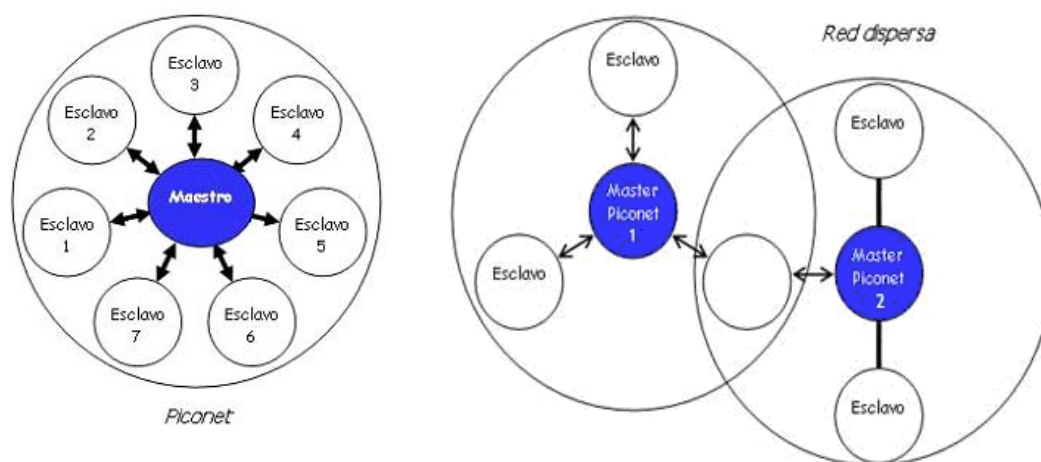 Esclavo
3
Esclavo
2
Esclavo
4
Maestro
Esclavo
1
Esclavo
5
Esclavo
7
Esclavo
6
Piconet
Red dispersa
Esclavo
Master
Piconet
1
Esclavo
Esclavo
Master
Piconet
2
Esclavo